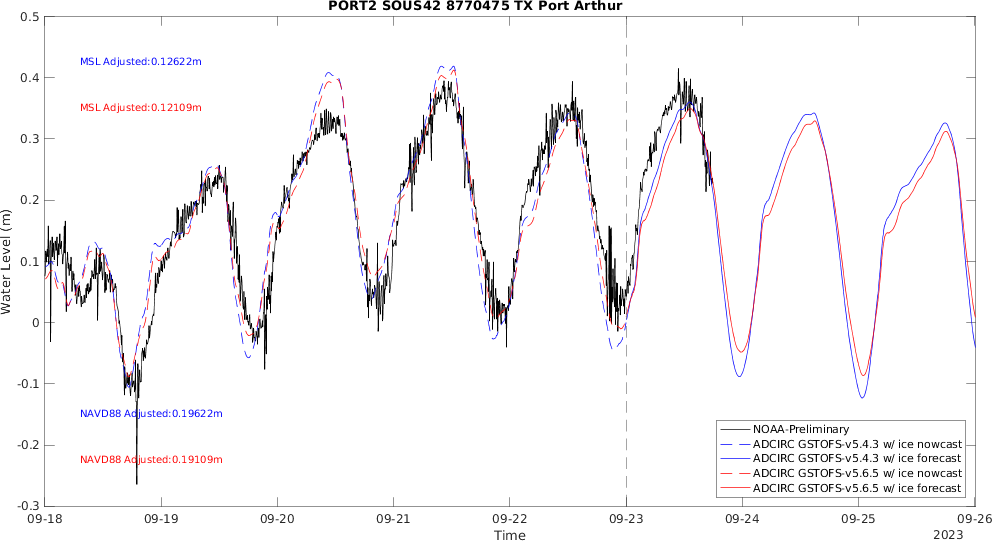 PORT2 SOUS42 8770475 TX Port Arthur
0.5
0.4
0.3
0.2
0.1
0
-0.1
-0.2
-0.3
Water Level (m)
MSL Adjusted:0.12622m
MSL Adjusted:0.12109m
NAVD88 Adjusted:0.19622m
NAVD88 Adjusted:0.19109m
NOAA-Preliminary
ADCIRC GSTOFS-v5.4.3 w/ ice nowcast
ADCIRC GSTOFS-v5.4.3 w/ ice forecast
ADCIRC GSTOFS-v5.6.5 w/ ice nowcast
ADCIRC GSTOFS-v5.6.5 w/ ice forecast
09-18 09-19 09-20 09-21 09-22 09-23 09-24 09-25 09-26
Time
2023